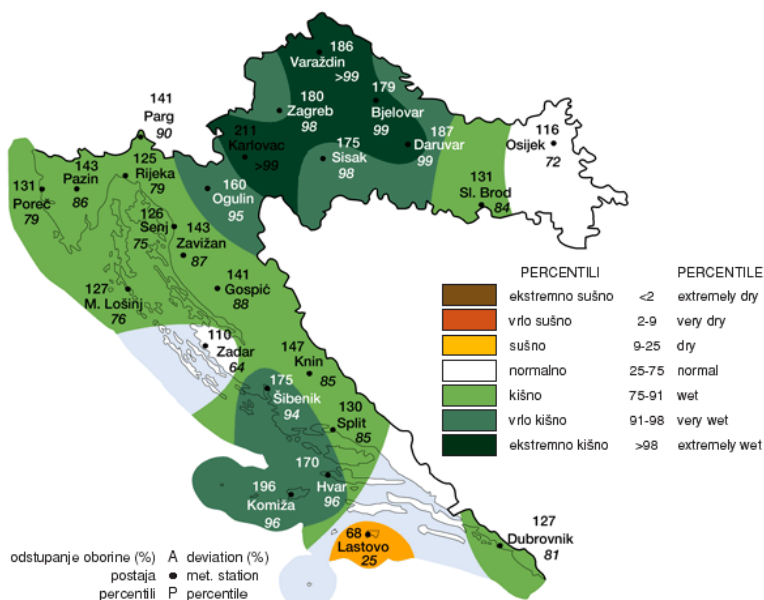 186
Varaždin
>99
179
Bjelovar
99
180
Zagreb
98
141
Parg
90
211
Karlovac
>99
175
Sisak
98
187
Daruvar
99
116
Osijek
72
131
Sl. Brod
84
160
Ogulin
95
125
Rijeka
79
143
Pazin
86
131
Poreč
79
126
Senj
75
143
Zavižan
87
141
Gospić
88
127
M. Lošinj
76
110
Zadar
64
147
Knin
85
175
Šibenik
94
130
Split
85
170
Hvar
96
196
Komiža
96
68
Lastovo
25
127
Dubrovnik
81
PERCENTILI PERCENTILE
ekstremno sušno <2 extremely dry
vrlo sušno 2-9 very dry
sušno 9-25 dry
normalno 25-75 normal
kišno 75-91 wet
vrlo kišno 91-98 very wet
ekstremno kišno >98 extremely wet
odstupanje oborine (%) A deviation (%)
postaja met. station
percentili P percentile